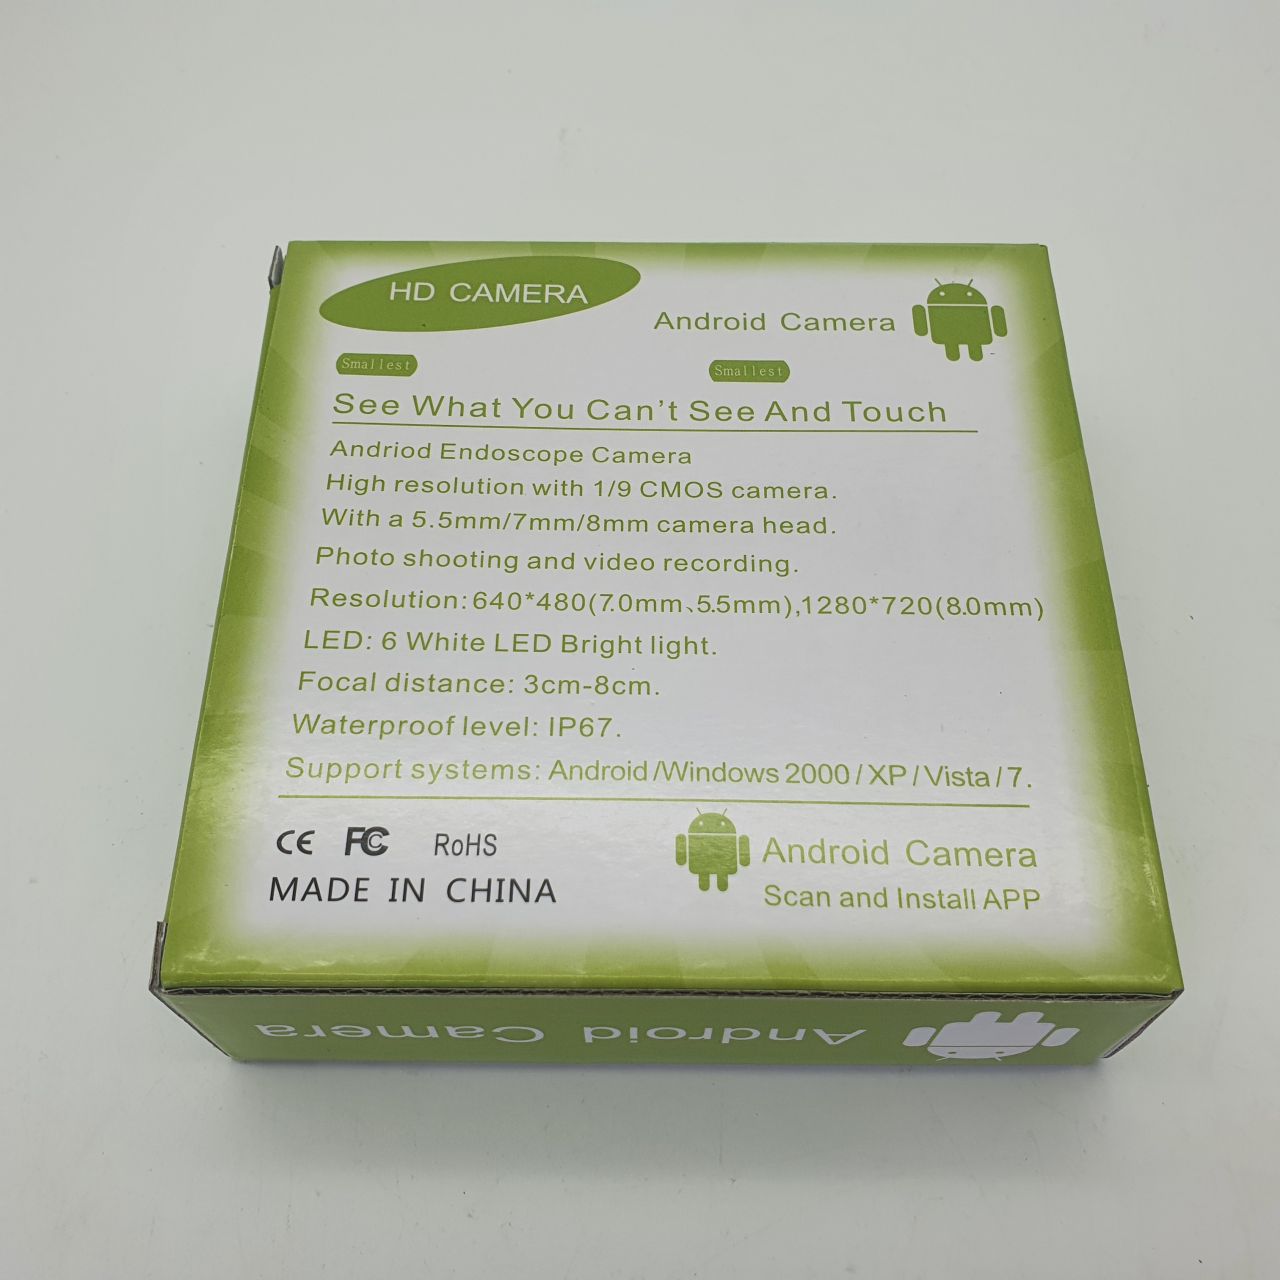 HD CAMERA
Android Camera
Smallest
Smallest
See What You Can't See And Touch
Andriod Endoscope Camera
High resolution with 1/9 CMOS camera.
With a 5.5mm/7mm/8mm camera head.
Photo shooting and video recording.
Resolution:640*480(7.0mm、5.5mm),1280*720(8.0mm)
LED: 6 White LED Bright light.
Focal distance: 3cm-8cm.
Waterproof level: IP67.
Support systems: Android/Windows 2000/XP/Vista/7.
CE FC RoHS
MADE IN CHINA
Android Camera
Scan and Install APP
Android Camera